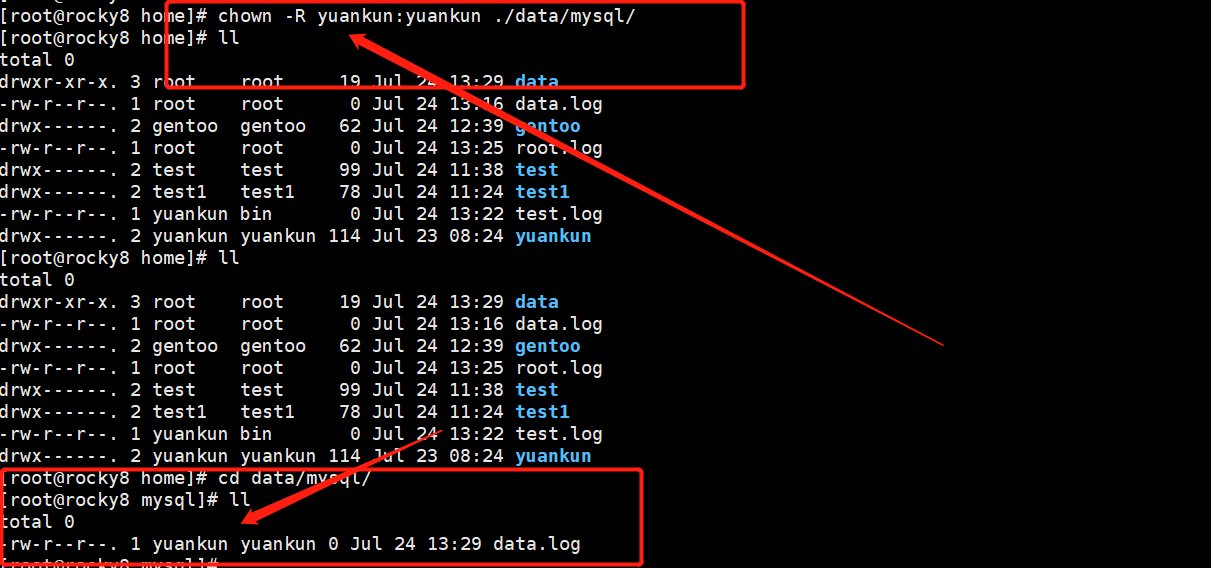 [root@rocky8 home]# chown -R yuankun:yuankun ./data/mysql/
[root@rocky8 home]# ll
total 0
drwxr-xr-x. 3 root    root     19 Jul 24 13:29 data
-rw-r--r--. 1 root    root      0 Jul 24 13:16 data.log
drwx------. 2 gentoo  gentoo   62 Jul 24 12:39 gentoo
-rw-r--r--. 1 root    root      0 Jul 24 13:25 root.log
drwx------. 2 test    test     99 Jul 24 11:38 test
drwx------. 2 test1   test1    78 Jul 24 11:24 test1
-rw-r--r--. 1 yuankun bin       0 Jul 24 13:22 test.log
drwx------. 2 yuankun yuankun 114 Jul 23 08:24 yuankun
[root@rocky8 home]# ll
total 0
drwxr-xr-x. 3 root    root     19 Jul 24 13:29 data
-rw-r--r--. 1 root    root      0 Jul 24 13:16 data.log
drwx------. 2 gentoo  gentoo   62 Jul 24 12:39 gentoo
-rw-r--r--. 1 root    root      0 Jul 24 13:25 root.log
drwx------. 2 test    test     99 Jul 24 11:38 test
drwx------. 2 test1   test1    78 Jul 24 11:24 test1
-rw-r--r--. 1 yuankun bin       0 Jul 24 13:22 test.log
drwx------. 2 yuankun yuankun 114 Jul 23 08:24 yuankun
[root@rocky8 home]# cd data/mysql/
[root@rocky8 mysql]# ll
total 0
-rw-r--r--. 1 yuankun yuankun 0 Jul 24 13:29 data.log
[root@rocky8 mysql]#